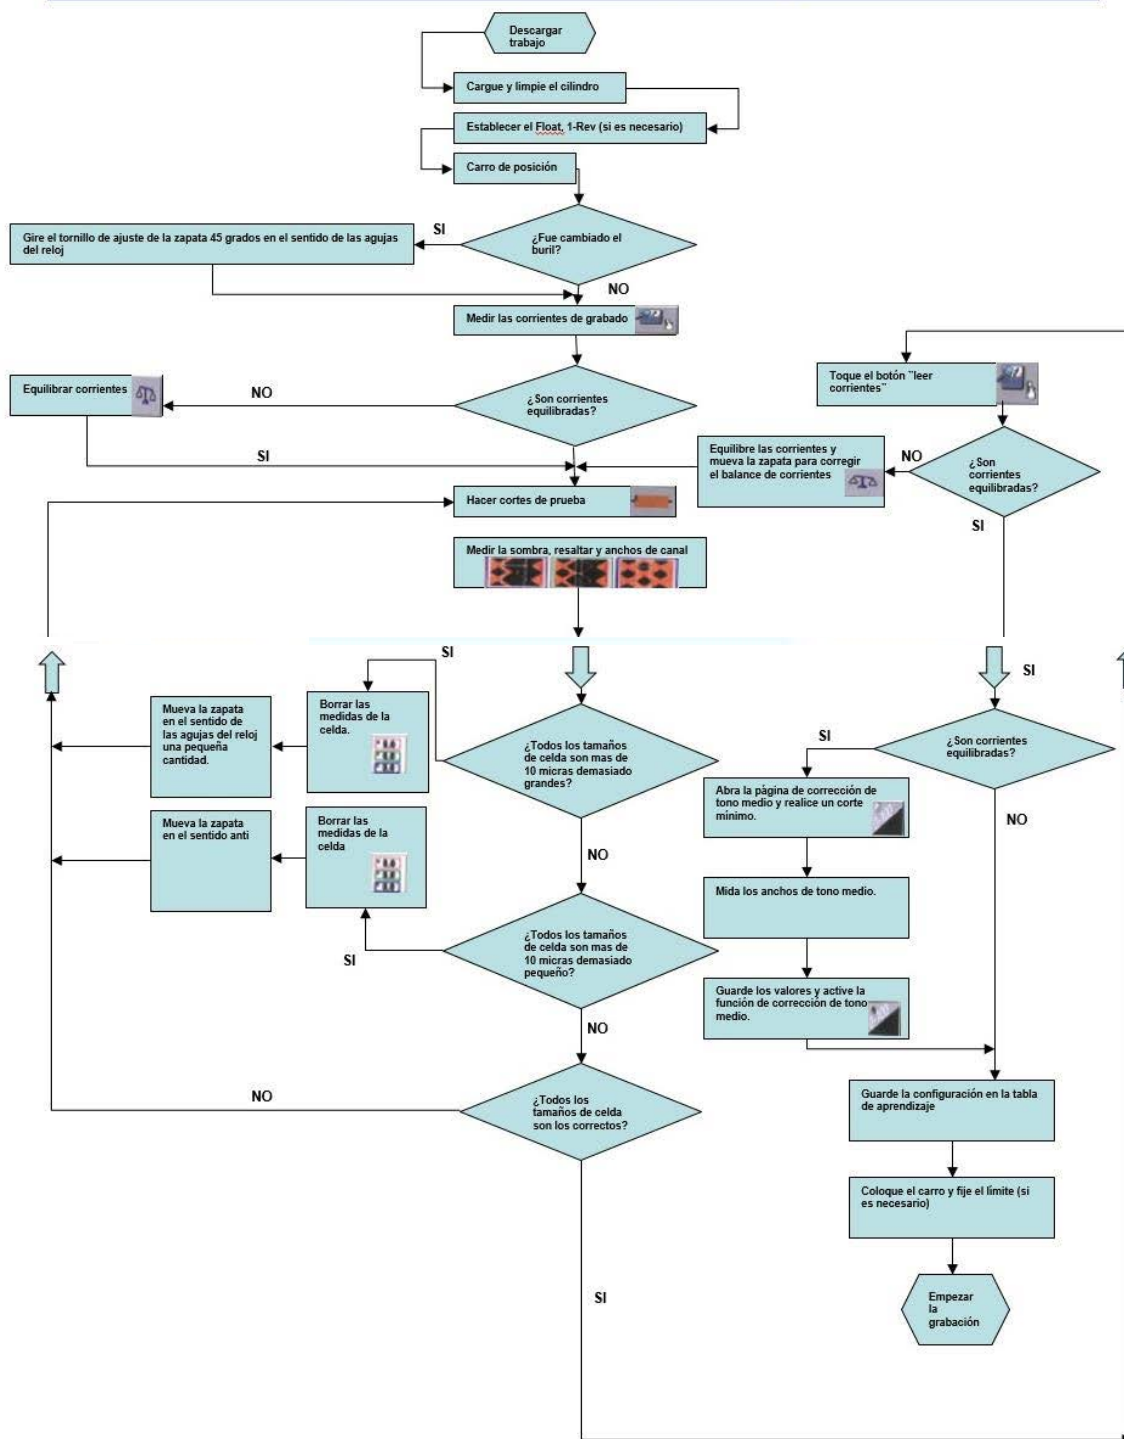 Descargar
trabajo
Cargue y limpie el cilindro
Establecer el Float, 1-Rev (si es necesario)
Carro de posición
¿Fue cambiado el
buril?
SI
Gire el tornillo de ajuste de la zapata 45 grados en el sentido de las agujas
del reloj
NO
Medir las corrientes de grabado
¿Son corrientes
equilibradas?
NO
Equilibrar corrientes
SI
Toque el botón ¨leer
corrientes¨
¿Son
corrientes
equilibradas?
NO
Equilibre las corrientes y
mueva la zapata para corregir
el balance de corrientes
SI
Hacer cortes de prueba
Medir la sombra, resaltar y anchos de canal
SI
¿Todos los tamaños
de celda son mas de
10 micras demasiado
grandes?
Borrar las
medidas de la
celda.
Mueva la zapata
en el sentido de
las agujas del reloj
una pequeña
cantidad.
NO
¿Todos los tamaños
de celda son mas de
10 micras demasiado
pequeño?
SI
Borrar las
medidas de la
celda
Mueva la zapata
en el sentido anti
NO
¿Todos los
tamaños de celda
son los correctos?
NO
SI
SI
¿Son corrientes
equilibradas?
SI
Abra la página de corrección de
tono medio y realice un corte
mínimo.
NO
Mida los anchos de tono medio.
Guarde los valores y active la
función de corrección de tono
medio.
Guarde la configuración en la tabla
de aprendizaje
Coloque el carro y fije el límite (si
es necesario)
Empezar
la
grabación